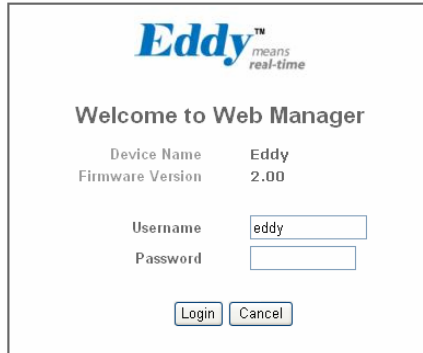 Eddy™ means
real-time
Welcome to Web Manager
Device Name Eddy
Firmware Version 2.00
Username eddy
Password
Login Cancel